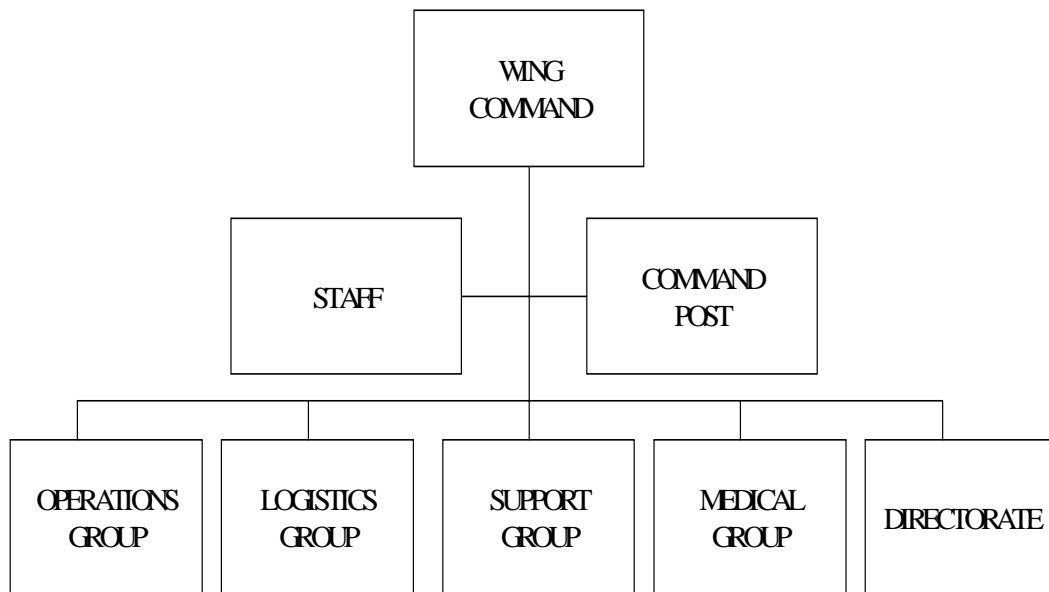 WING
COMMAND
STAFF
COMMAND
POST
OPERATIONS
GROUP
LOGISTICS
GROUP
SUPPORT
GROUP
MEDICAL
GROUP
DIRECTORATE